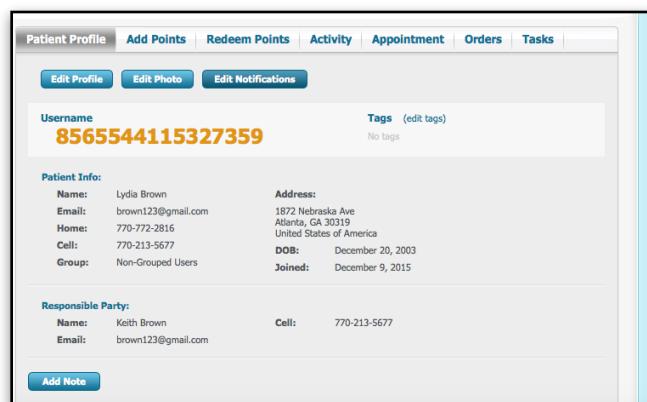 Patient Profile Add Points Redeem Points Activity Appointment Orders Tasks
Edit Profile Edit Photo Edit Notifications
Username
8565544115327359
Tags (edit tags)
No tags
Patient Info:
Name: Lydia Brown
Email: brown123@gmail.com
Home: 770-772-2816
Cell: 770-213-5677
Group: Non-Grouped Users
Address:
1872 Nebraska Ave
Atlanta, GA 30319
United States of America
DOB: December 20, 2003
Joined: December 9, 2015
Responsible Party:
Name: Keith Brown
Email: brown123@gmail.com
Cell: 770-213-5677
Add Note